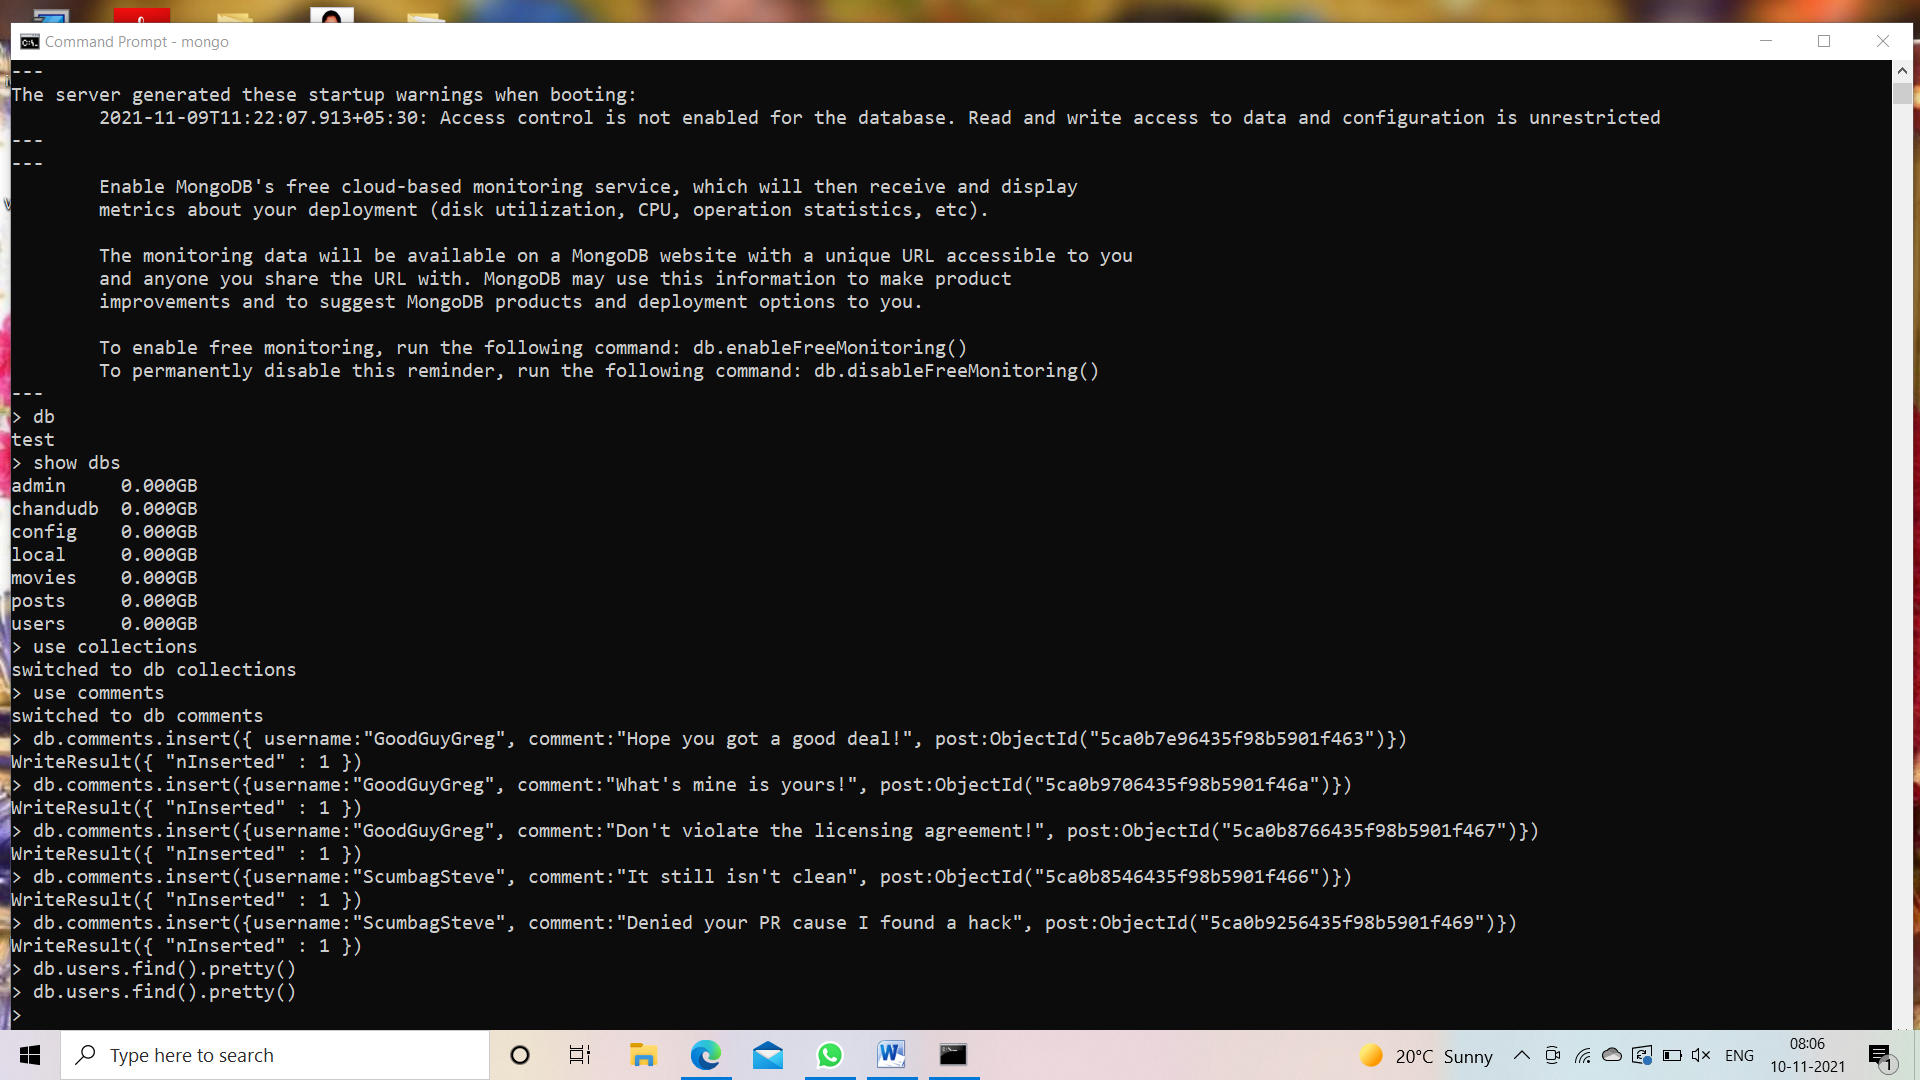 Command Prompt - mongo
---
The server generated these startup warnings when booting:
        2021-11-09T11:22:07.913+05:30: Access control is not enabled for the database. Read and write access to data and configuration is unrestricted
---
---
        Enable MongoDB's free cloud-based monitoring service, which will then receive and display
        metrics about your deployment (disk utilization, CPU, operation statistics, etc).

        The monitoring data will be available on a MongoDB website with a unique URL accessible to you
        and anyone you share the URL with. MongoDB may use this information to make product
        improvements and to suggest MongoDB products and deployment options to you.

        To enable free monitoring, run the following command: db.enableFreeMonitoring()
        To permanently disable this reminder, run the following command: db.disableFreeMonitoring()
---
> db
test
> show dbs
admin     0.000GB
chandudb  0.000GB
config    0.000GB
local     0.000GB
movies    0.000GB
posts     0.000GB
users     0.000GB
> use collections
switched to db collections
> use comments
switched to db comments
> db.comments.insert({ username:"GoodGuyGreg", comment:"Hope you got a good deal!", post:ObjectId("5ca0b7e96435f98b5901f463")})
WriteResult({ "nInserted" : 1 })
> db.comments.insert({username:"GoodGuyGreg", comment:"What's mine is yours!", post:ObjectId("5ca0b9706435f98b5901f46a")})
WriteResult({ "nInserted" : 1 })
> db.comments.insert({username:"GoodGuyGreg", comment:"Don't violate the licensing agreement!", post:ObjectId("5ca0b8766435f98b5901f467")})
WriteResult({ "nInserted" : 1 })
> db.comments.insert({username:"ScumbagSteve", comment:"It still isn't clean", post:ObjectId("5ca0b8546435f98b5901f466")})
WriteResult({ "nInserted" : 1 })
> db.comments.insert({username:"ScumbagSteve", comment:"Denied your PR cause I found a hack", post:ObjectId("5ca0b9256435f98b5901f469")})
WriteResult({ "nInserted" : 1 })
> db.users.find().pretty()
> db.users.find().pretty()
>
Type here to search
20°C Sunny
ENG
08:06
10-11-2021
1